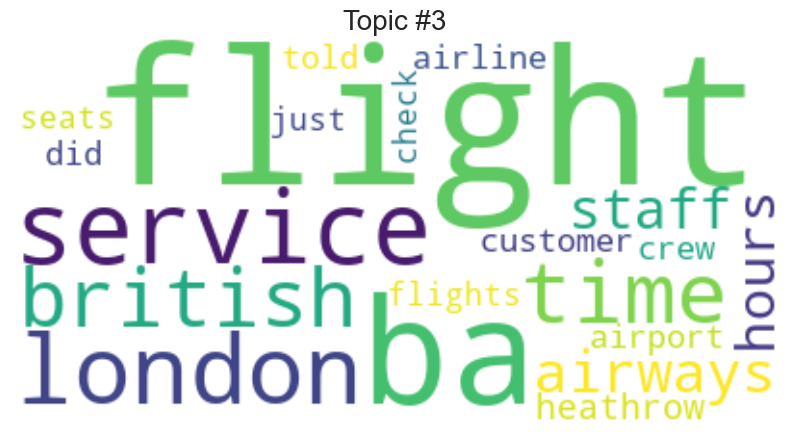 Topic #3
told
airline
flight
seats
just
check
did
service
staff
hours
customer
crew
british
flights
time
airport
london
ba
airways
heathrow